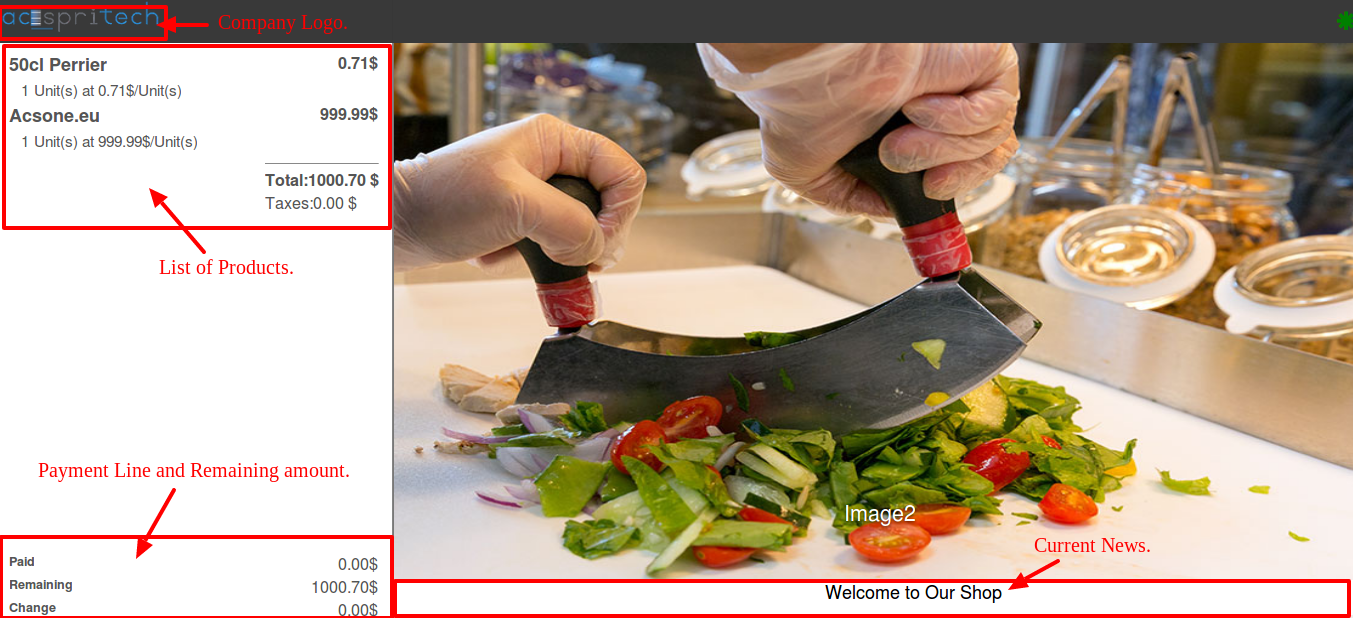 acespritech
Company Logo.
50cl Perrier 0.71$
1 Unit(s) at 0.71$/Unit(s)
Acsone.eu 999.99$
1 Unit(s) at 999.99$/Unit(s)
Total:1000.70 $
Taxes:0.00 $
List of Products.
Payment Line and Remaining amount.
Paid 0.00$
Remaining 1000.70$
Change 0.00$
Image2
Current News.
Welcome to Our Shop